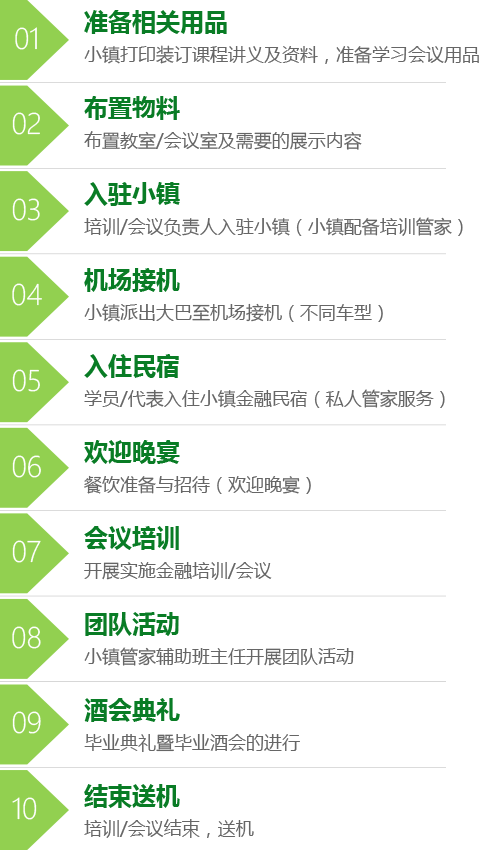 01
准备相关用品
小镇打印装订课程讲义及资料，准备学习会议用品
02
布置物料
布置教室/会议室及需要的展示内容
03
入驻小镇
培训/会议负责人入驻小镇（小镇配备培训管家）
04
机场接机
小镇派出大巴至机场接机（不同车型）
05
入住民宿
学员/代表入住小镇金融民宿（私人管家服务）
06
欢迎晚宴
餐饮准备与招待（欢迎晚宴）
07
会议培训
开展实施金融培训/会议
08
团队活动
小镇管家辅助班主任开展团队活动
09
酒会典礼
毕业典礼暨毕业酒会的进行
10
结束送机
培训/会议结束，送机